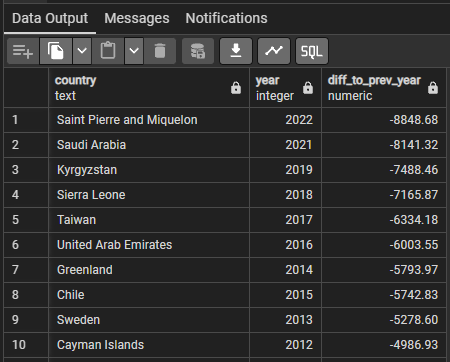 Data Output Messages Notifications
SQL
country year diff_to_prev_year
text integer numeric
1 Saint Pierre and Miquelon 2022 -8848.68
2 Saudi Arabia 2021 -8141.32
3 Kyrgyzstan 2019 -7488.46
4 Sierra Leone 2018 -7165.87
5 Taiwan 2017 -6334.18
6 United Arab Emirates 2016 -6003.55
7 Greenland 2014 -5793.97
8 Chile 2015 -5742.83
9 Sweden 2013 -5278.60
10 Cayman Islands 2012 -4986.93